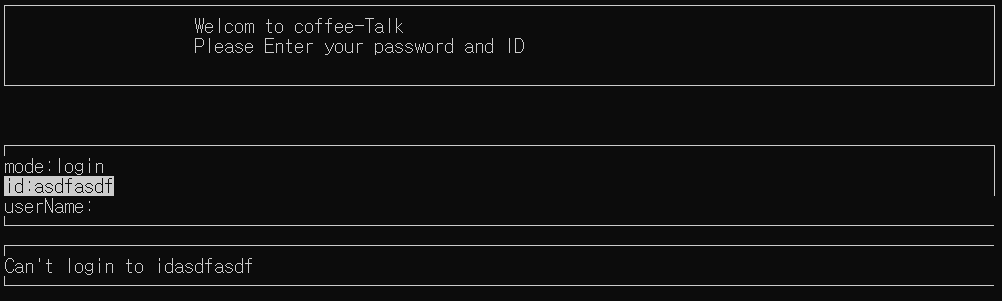 Welcom to coffee-Talk
Please Enter your password and ID
mode:login
id:asdfasdf
userName:
Can't login to idasdfasdf